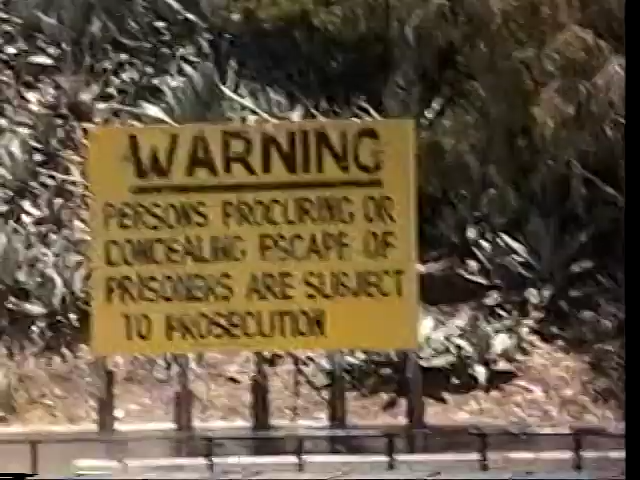 WARNING
PERSONS PROCURING OR
CONCEALING ESCAPE OF
PRISONERS ARE SUBJECT
TO PROSECUTION